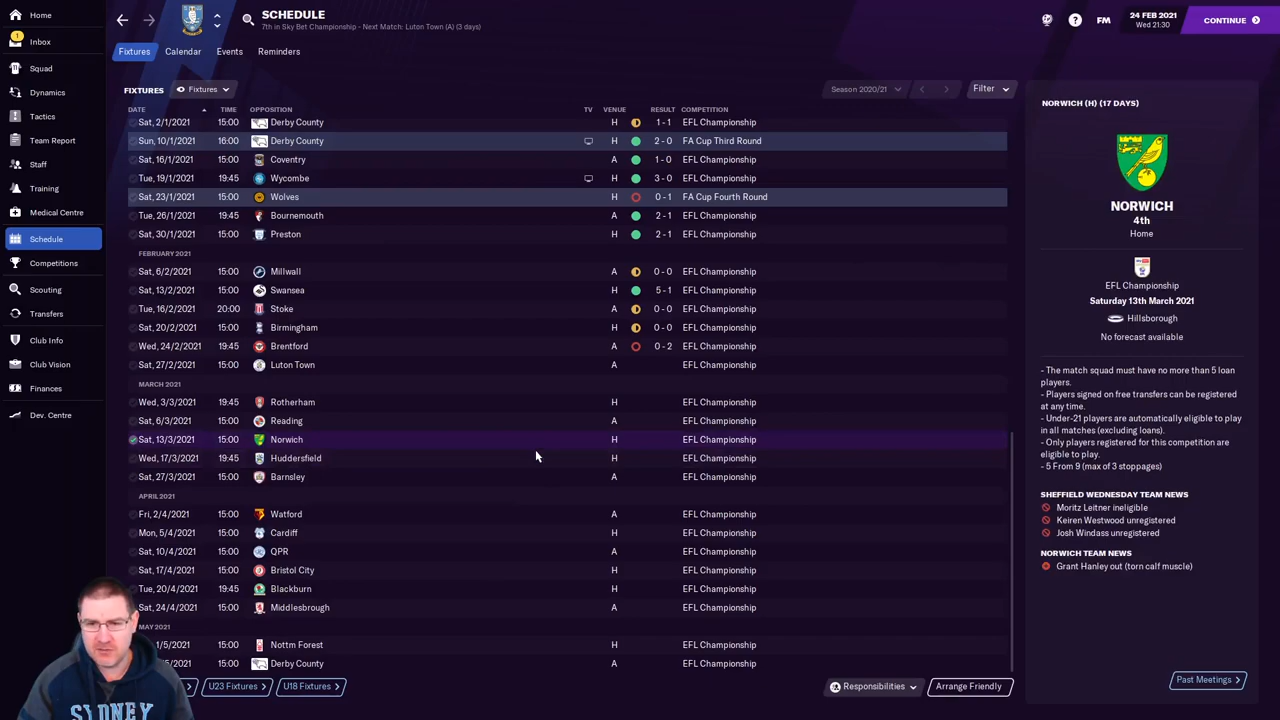 Home
Inbox
1
Squad
Dynamics
Tactics
Team Report
Staff
Training
Medical Centre
Schedule
Competitions
Scouting
Transfers
Club Info
Club Vision
Finances
Dev. Centre
SCHEDULE
7th in Sky Bet Championship - Next Match: Luton Town (A) (3 days)
? FM 24 FEB 2021
Wed 21:30
CONTINUE
Fixtures Calendar Events Reminders
FIXTURES Fixtures Season 2020/21 Filter
DATE TIME OPPOSITION TV VENUE RESULT COMPETITION
Sat, 2/1/2021 15:00 Derby County H 1 - 1 EFL Championship
Sun, 10/1/2021 16:00 Derby County H 2 - 0 FA Cup Third Round
Sat, 16/1/2021 15:00 Coventry A 1 - 0 EFL Championship
Tue, 19/1/2021 19:45 Wycombe H 3 - 0 EFL Championship
Sat, 23/1/2021 15:00 Wolves H 0 - 1 FA Cup Fourth Round
Tue, 26/1/2021 19:45 Bournemouth A 2 - 1 EFL Championship
Sat, 30/1/2021 15:00 Preston H 2 - 1 EFL Championship
FEBRUARY 2021
Sat, 6/2/2021 15:00 Millwall A 0 - 0 EFL Championship
Sat, 13/2/2021 15:00 Swansea H 5 - 1 EFL Championship
Tue, 16/2/2021 20:00 Stoke A 0 - 0 EFL Championship
Sat, 20/2/2021 15:00 Birmingham H 0 - 0 EFL Championship
Wed, 24/2/2021 19:45 Brentford A 0 - 2 EFL Championship
Sat, 27/2/2021 15:00 Luton Town A EFL Championship
MARCH 2021
Wed, 3/3/2021 19:45 Rotherham H EFL Championship
Sat, 6/3/2021 15:00 Reading A EFL Championship
Sat, 13/3/2021 15:00 Norwich H EFL Championship
Wed, 17/3/2021 19:45 Huddersfield H EFL Championship
Sat, 27/3/2021 15:00 Barnsley A EFL Championship
APRIL 2021
Fri, 2/4/2021 15:00 Watford A EFL Championship
Mon, 5/4/2021 15:00 Cardiff H EFL Championship
Sat, 10/4/2021 15:00 QPR A EFL Championship
Sat, 17/4/2021 15:00 Bristol City H EFL Championship
Tue, 20/4/2021 19:45 Blackburn H EFL Championship
Sat, 24/4/2021 15:00 Middlesbrough A EFL Championship
MAY 2021
1/5/2021 15:00 Nottm Forest H EFL Championship
15:00 Derby County A EFL Championship
U23 Fixtures U18 Fixtures Responsibilities Arrange Friendly
NORWICH (H) (17 DAYS)
NORWICH
4th
Home
EFL Championship
Saturday 13th March 2021
Hillsborough
No forecast available
- The match squad must have no more than 5 loan
players.
- Players signed on free transfers can be registered
at any time.
- Under-21 players are automatically eligible to play
in all matches (excluding loans).
- Only players registered for this competition are
eligible to play.
- 5 From 9 (max of 3 stoppages)
SHEFFIELD WEDNESDAY TEAM NEWS
Moritz Leitner ineligible
Keiren Westwood unregistered
Josh Windass unregistered
NORWICH TEAM NEWS
Grant Hanley out (torn calf muscle)
Past Meetings
SYDNEY